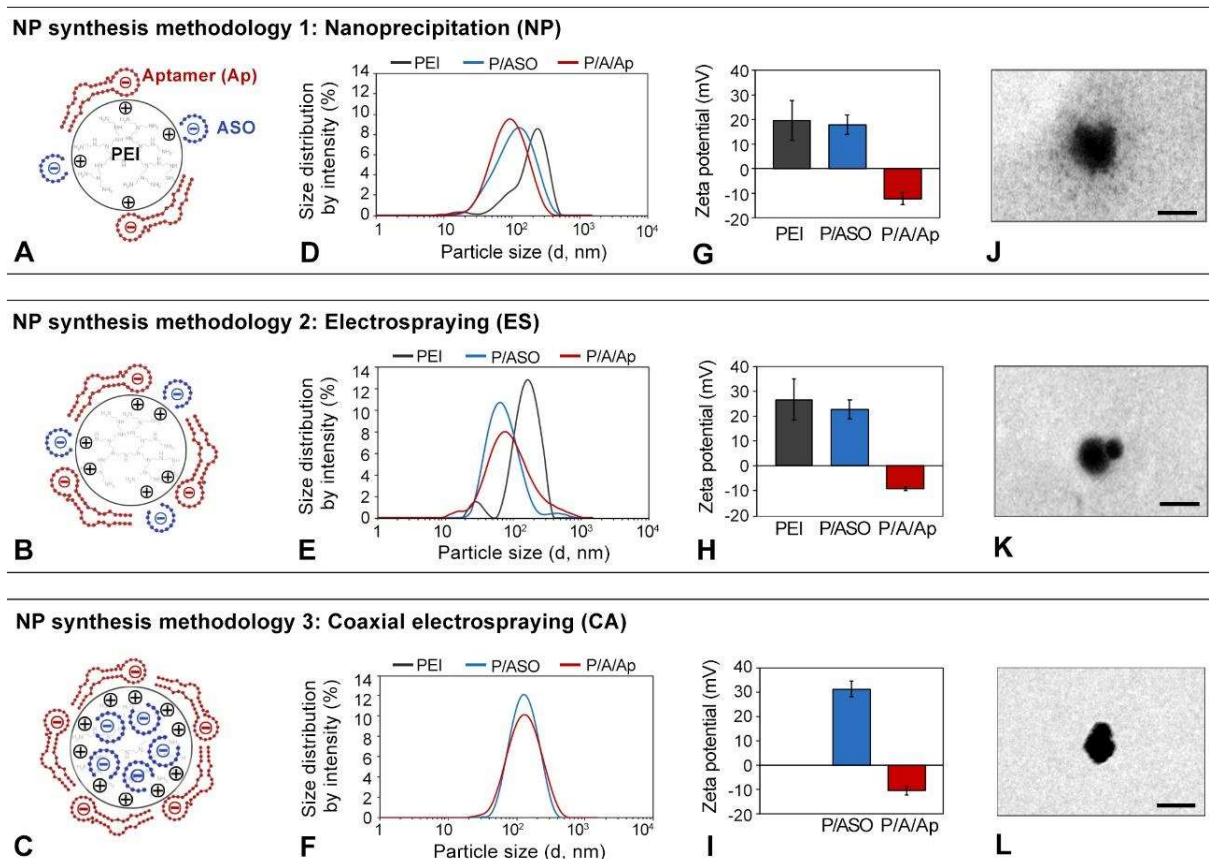 NP synthesis methodology 1: Nanoprecipitation (NP)
Aptamer (Ap)
ASO
PEI
A
PEI P/ASO P/A/Ap
Size distribution
by intensity (%)
14
12
10
8
6
4
2
0
1 10 10² 10³ 10⁴
Particle size (d, nm)
D
Zeta potential (mV)
40
30
20
10
0
-10
-20
PEI P/ASO P/A/Ap
G
J
NP synthesis methodology 2: Electrospraying (ES)
B
PEI P/ASO P/A/Ap
Size distribution
by intensity (%)
14
12
10
8
6
4
2
0
1 10 10² 10³ 10⁴
Particle size (d, nm)
E
Zeta potential (mV)
40
30
20
10
0
-10
-20
PEI P/ASO P/A/Ap
H
K
NP synthesis methodology 3: Coaxial electrospraying (CA)
C
PEI P/ASO P/A/Ap
Size distribution
by intensity (%)
14
12
10
8
6
4
2
0
1 10 10² 10³ 10⁴
Particle size (d, nm)
F
Zeta potential (mV)
40
30
20
10
0
-10
-20
P/ASO P/A/Ap
I
L